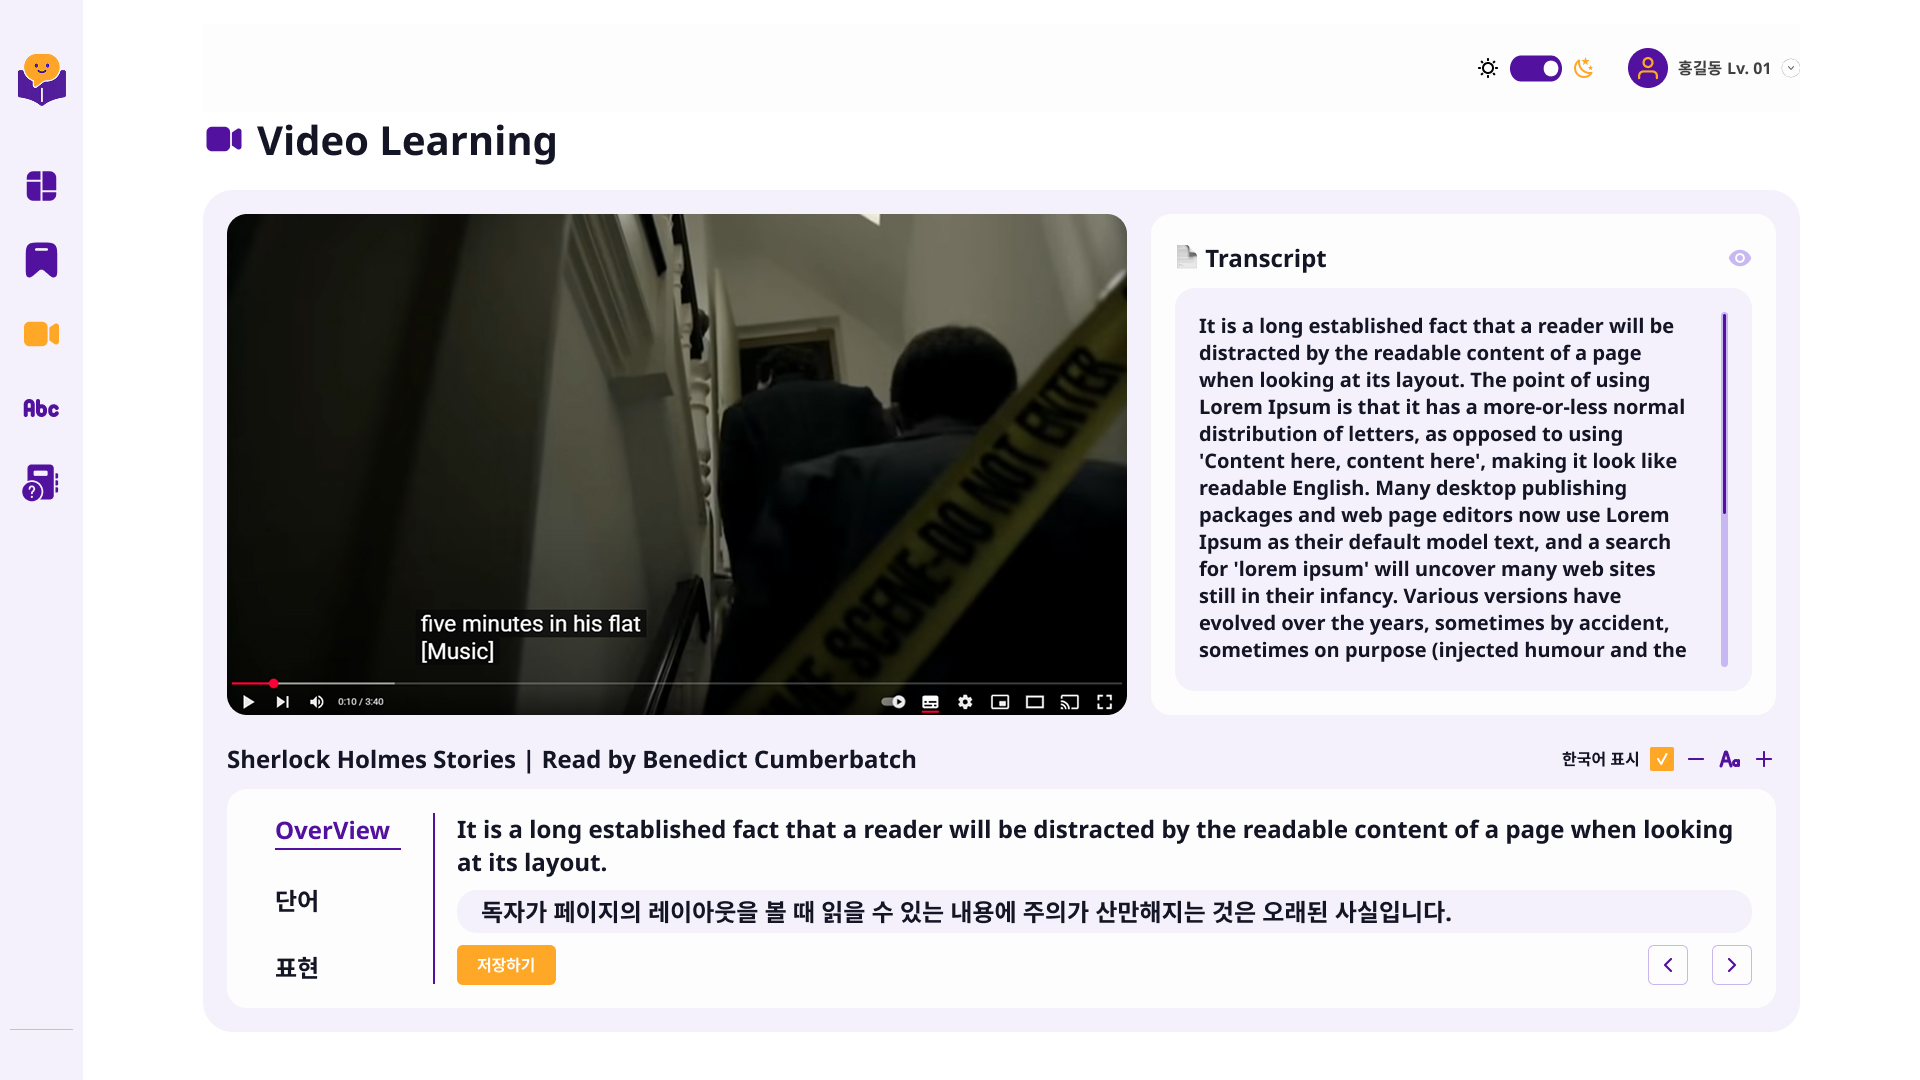 홍길동 Lv. 01
Video Learning
Abc
?
SCENE-DO NOT ENTER
five minutes in his flat
[Music]
0:10 / 3:40
Transcript
It is a long established fact that a reader will be
distracted by the readable content of a page
when looking at its layout. The point of using
Lorem Ipsum is that it has a more-or-less normal
distribution of letters, as opposed to using
'Content here, content here', making it look like
readable English. Many desktop publishing
packages and web page editors now use Lorem
Ipsum as their default model text, and a search
for 'lorem ipsum' will uncover many web sites
still in their infancy. Various versions have
evolved over the years, sometimes by accident,
sometimes on purpose (injected humour and the
Sherlock Holmes Stories | Read by Benedict Cumberbatch
한국어 표시
Aa
OverView
단어
표현
It is a long established fact that a reader will be distracted by the readable content of a page when looking
at its layout.
독자가 페이지의 레이아웃을 볼 때 읽을 수 있는 내용에 주의가 산만해지는 것은 오래된 사실입니다.
저장하기